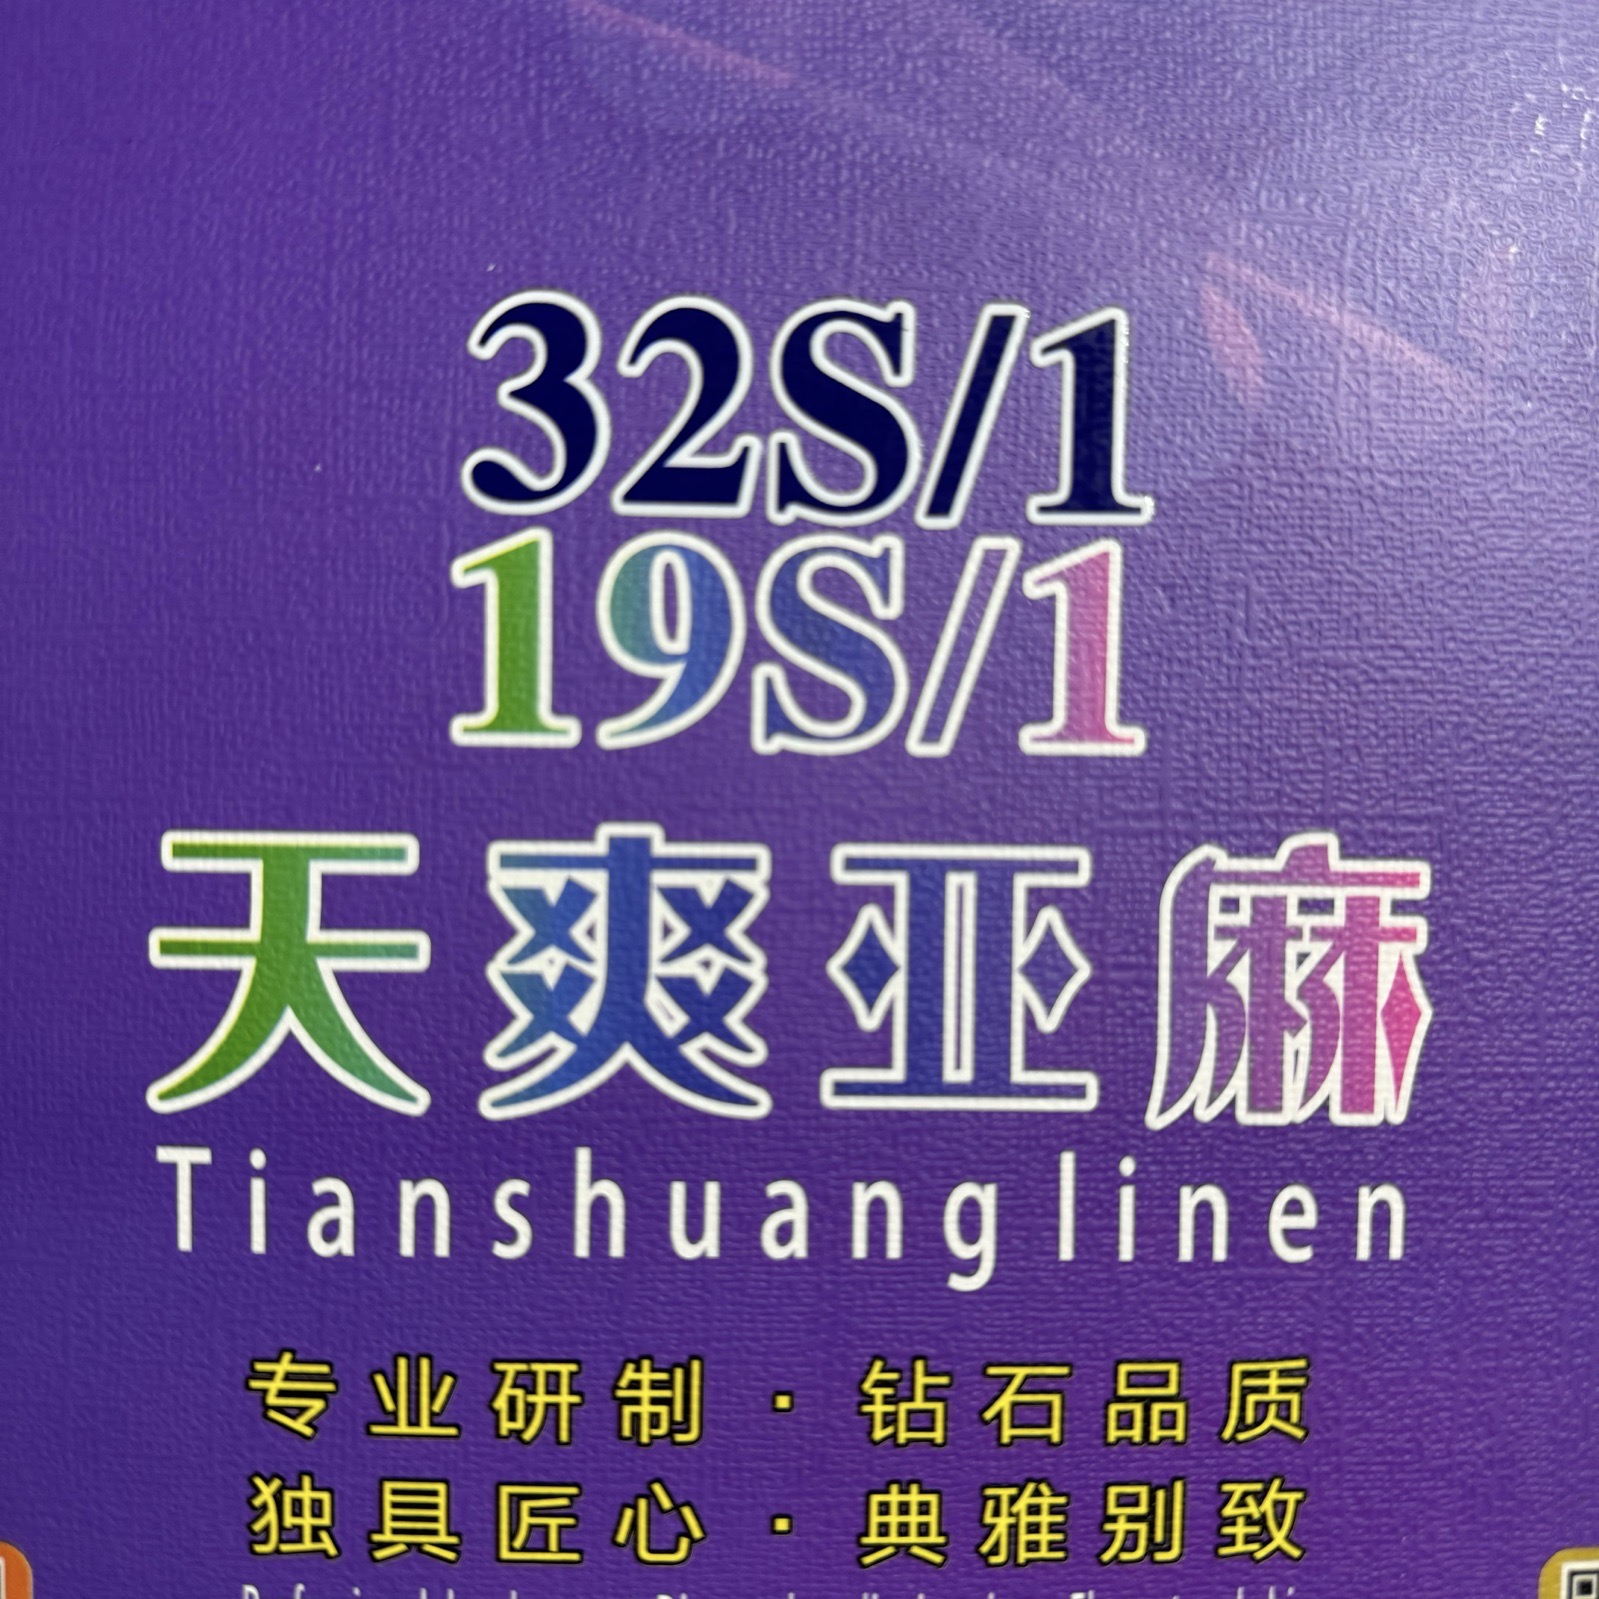 32S/1
19S/1
天爽亚麻
Tianshuang linen
专业研制·钻石品质
独具匠心·典雅别致